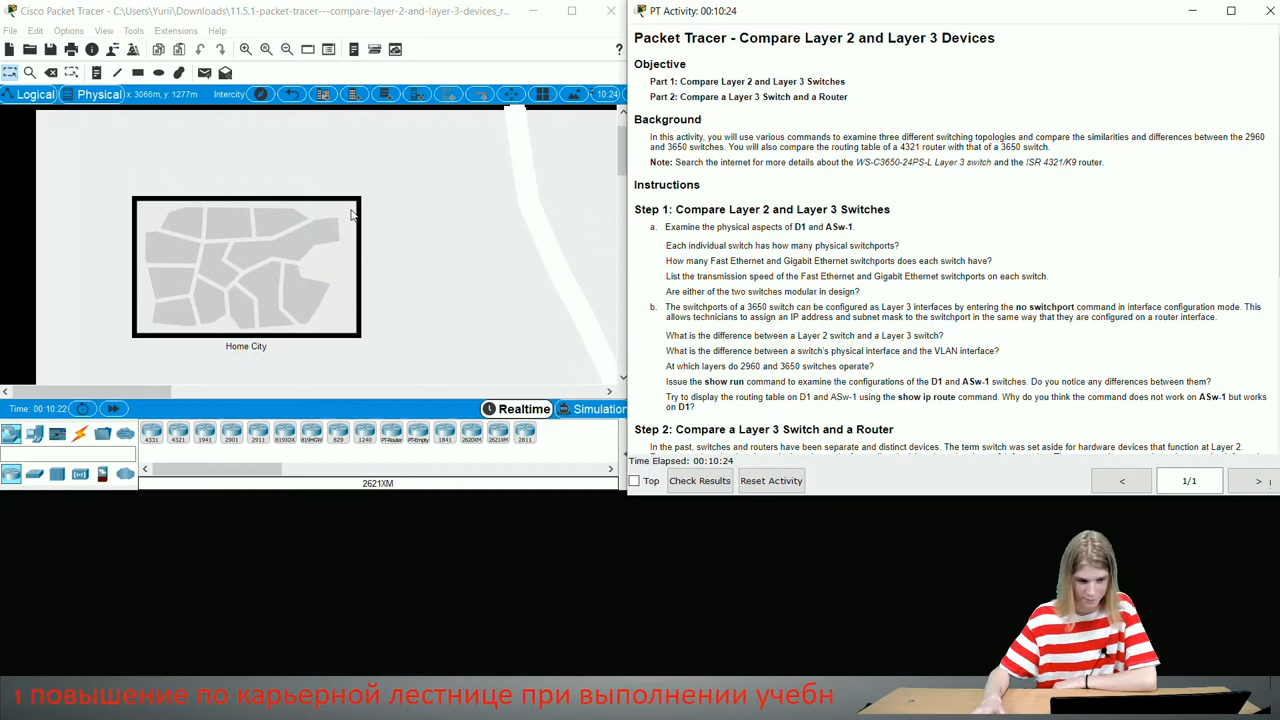 Cisco Packet Tracer - C:\Users\Yurii\Downloads\11.5.1-packet-tracer---compare-layer-2-and-layer-3-devices_r...
File Edit Options View Tools Extensions Help
?
Logical Physical x: 3066m, y: 1277m Intercity 10:24
Home City
Time: 00:10:22 Realtime Simulation
4331 4321 1941 2901 2911 819IOX 819HGW 829 1240 PT-Router PT-Empty 1841 2620XM 2621XM 2811
2621XM
PT Activity: 00:10:24
Packet Tracer - Compare Layer 2 and Layer 3 Devices
Objective
Part 1: Compare Layer 2 and Layer 3 Switches
Part 2: Compare a Layer 3 Switch and a Router
Background
In this activity, you will use various commands to examine three different switching topologies and compare the similarities and differences between the 2960
and 3650 switches. You will also compare the routing table of a 4321 router with that of a 3650 switch.
Note: Search the internet for more details about the WS-C3650-24PS-L Layer 3 switch and the ISR 4321/K9 router.
Instructions
Step 1: Compare Layer 2 and Layer 3 Switches
a. Examine the physical aspects of D1 and ASw-1.
Each individual switch has how many physical switchports?
How many Fast Ethernet and Gigabit Ethernet switchports does each switch have?
List the transmission speed of the Fast Ethernet and Gigabit Ethernet switchports on each switch.
Are either of the two switches modular in design?
b. The switchports of a 3650 switch can be configured as Layer 3 interfaces by entering the no switchport command in interface configuration mode. This
allows technicians to assign an IP address and subnet mask to the switchport in the same way that they are configured on a router interface.
What is the difference between a Layer 2 switch and a Layer 3 switch?
What is the difference between a switch's physical interface and the VLAN interface?
At which layers do 2960 and 3650 switches operate?
Issue the show run command to examine the configurations of the D1 and ASw-1 switches. Do you notice any differences between them?
Try to display the routing table on D1 and ASw-1 using the show ip route command. Why do you think the command does not work on ASw-1 but works
on D1?
Step 2: Compare a Layer 3 Switch and a Router
In the past, switches and routers have been separate and distinct devices. The term switch was set aside for hardware devices that function at Layer 2.
Time Elapsed: 00:10:24
Top Check Results Reset Activity < 1/1 >
1 повышение по карьерной лестнице при выполнении учебн